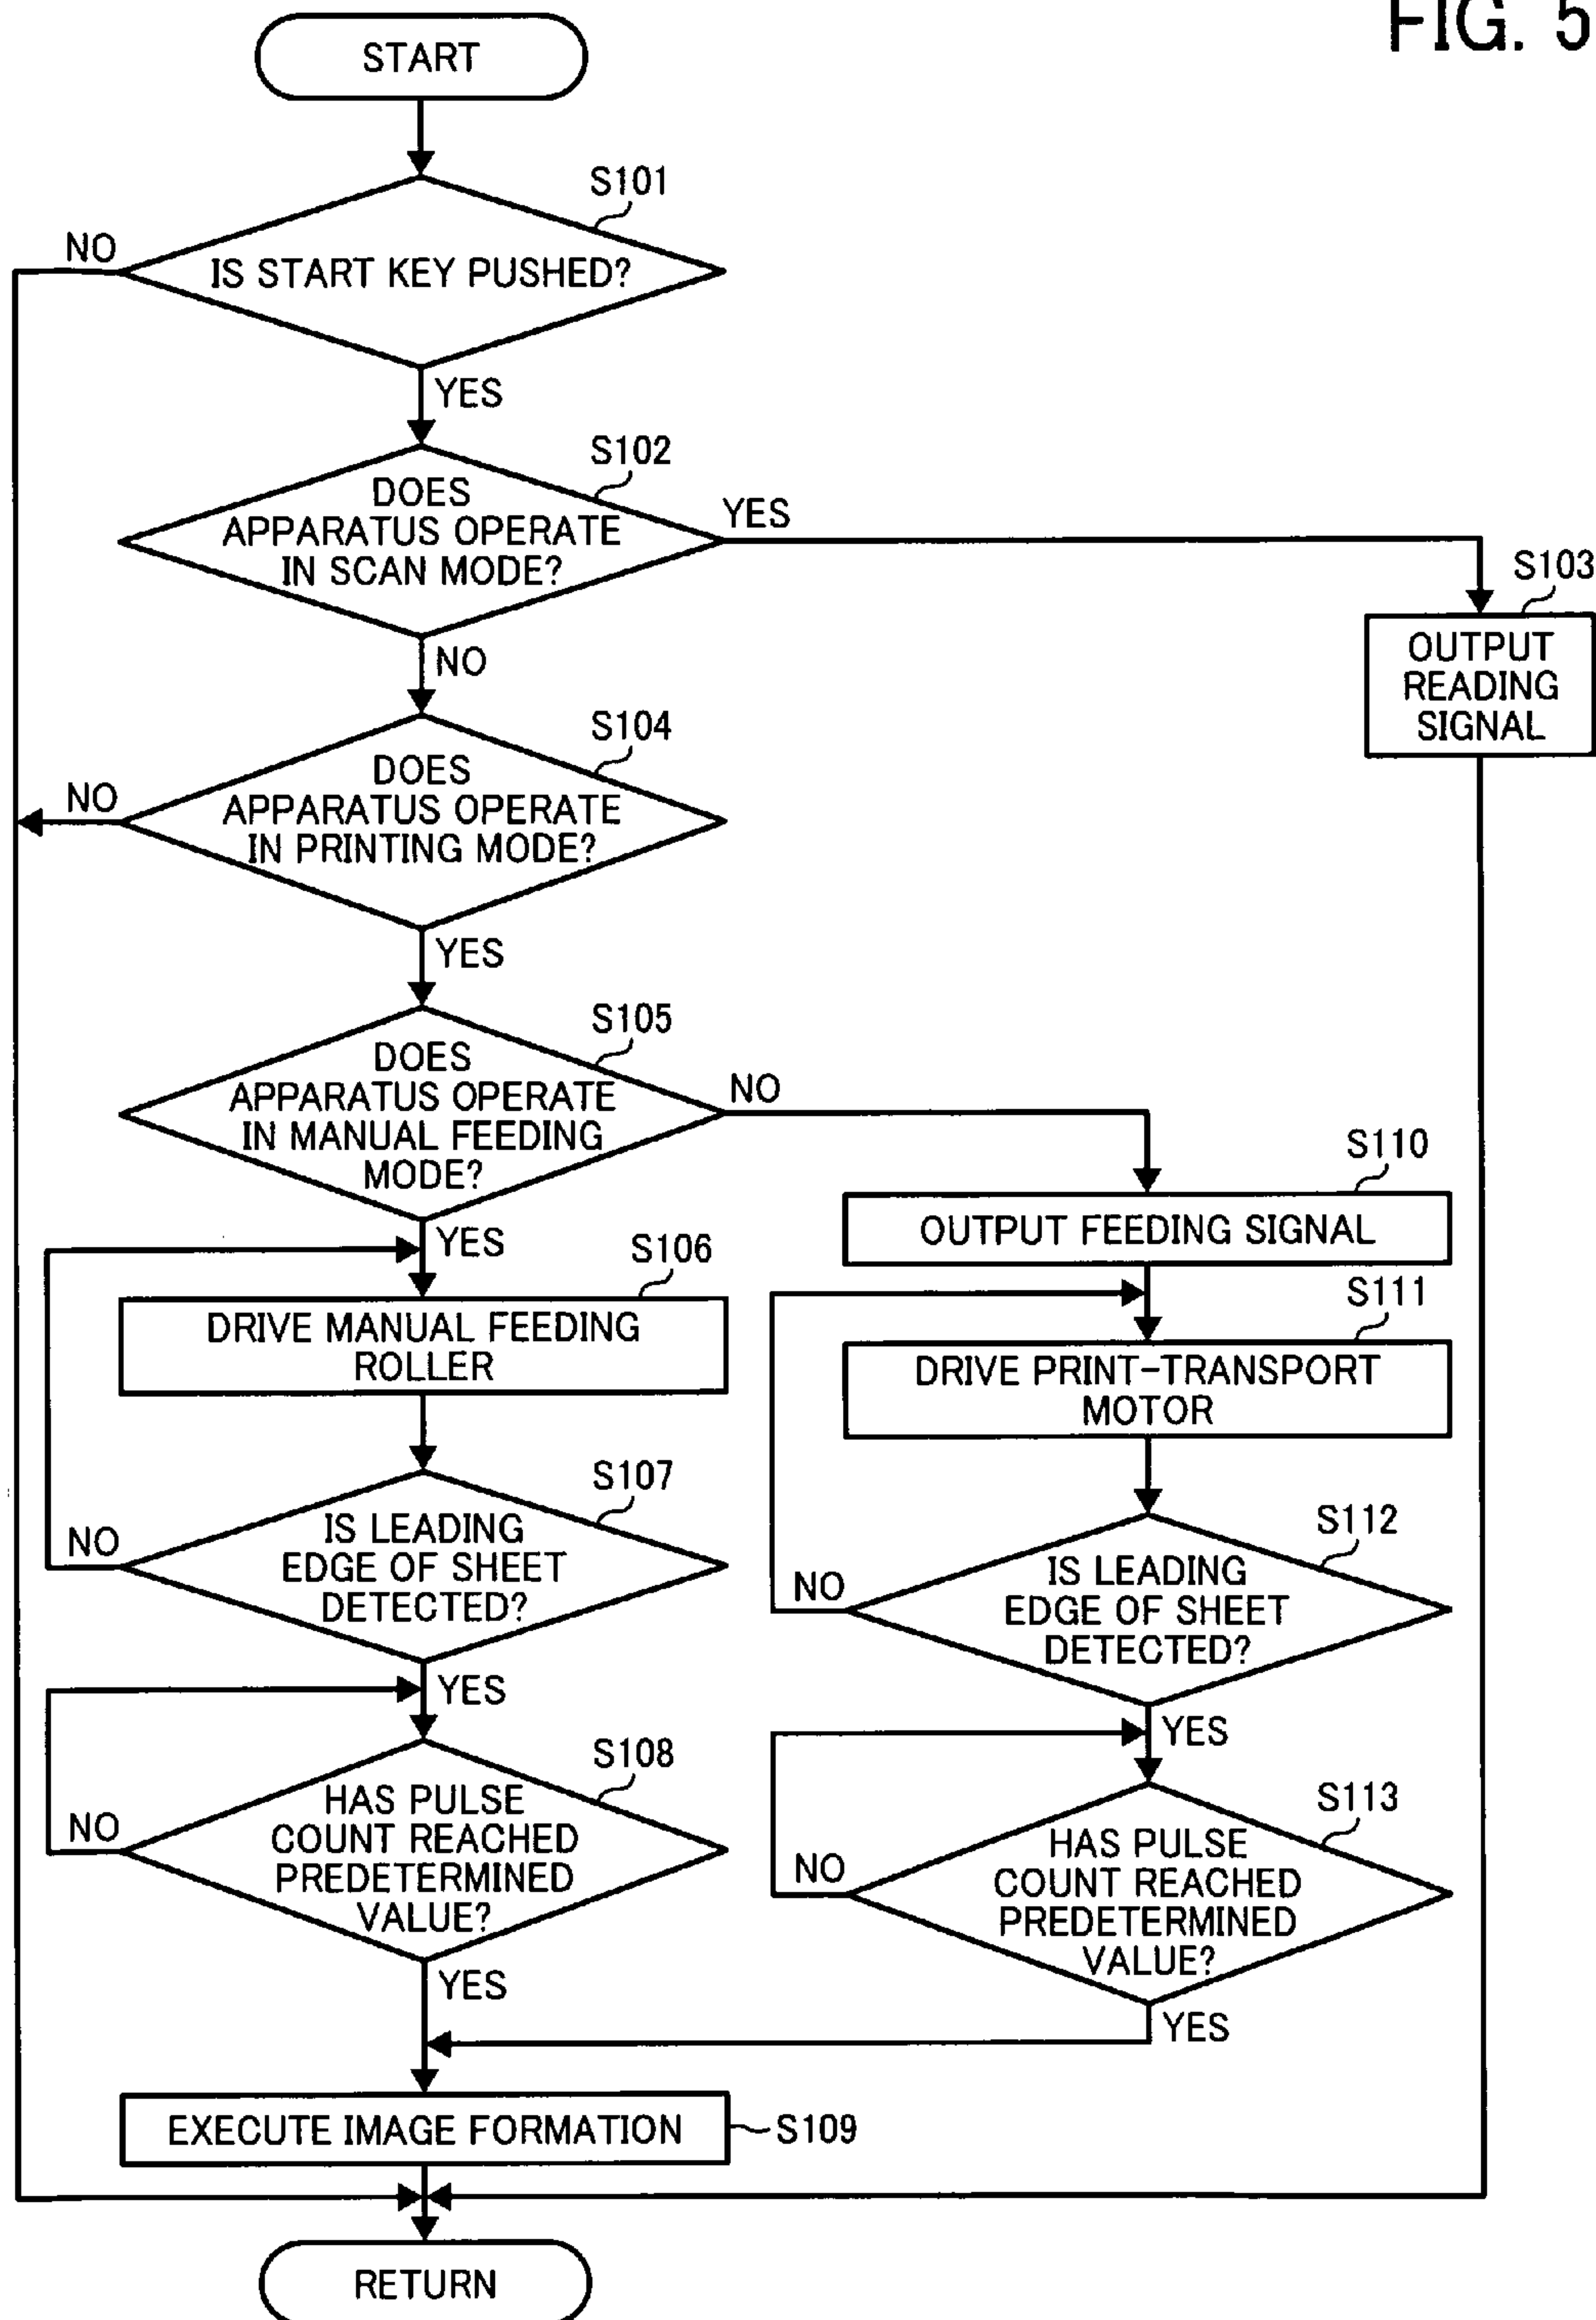 FIG. 5
START
S101
NO
IS START KEY PUSHED?
YES
S102
DOES
APPARATUS OPERATE
IN SCAN MODE?
YES
S103
OUTPUT
READING
SIGNAL
NO
S104
DOES
APPARATUS OPERATE
IN PRINTING MODE?
NO
YES
S105
DOES
APPARATUS OPERATE
IN MANUAL FEEDING
MODE?
NO
S110
OUTPUT FEEDING SIGNAL
YES
S106
DRIVE MANUAL FEEDING
ROLLER
S111
DRIVE PRINT-TRANSPORT
MOTOR
S107
IS LEADING
EDGE OF SHEET
DETECTED?
NO
S112
IS LEADING
EDGE OF SHEET
DETECTED?
NO
YES
YES
S108
HAS PULSE
COUNT REACHED
PREDETERMINED
VALUE?
NO
S113
HAS PULSE
COUNT REACHED
PREDETERMINED
VALUE?
NO
YES
YES
EXECUTE IMAGE FORMATION
S109
RETURN